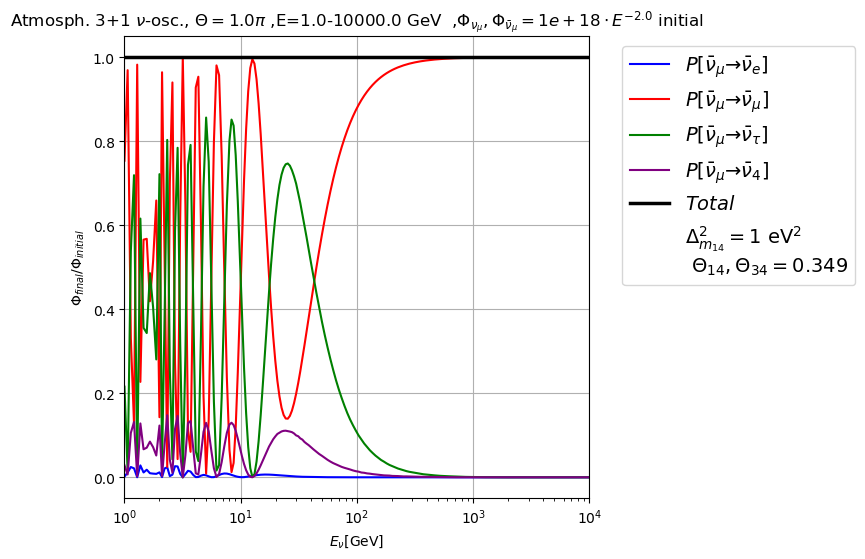 Atmosph. 3+1 ν-osc., Θ = 1.0π ,E=1.0-10000.0 GeV ,Φ_{ν_μ}, Φ_{ν̄_μ} = 1e + 18 · E^{-2.0} initial
P[ν̄_μ→ν̄_e]
P[ν̄_μ→ν̄_μ]
P[ν̄_μ→ν̄_τ]
P[ν̄_μ→ν̄_4]
Total
Δ^2_{m_{14}} = 1 eV^2
Θ_{14}, Θ_{34} = 0.349
Φ_{final}/Φ_{initial}
1.0
0.8
0.6
0.4
0.2
0.0
10^0 10^1 10^2 10^3 10^4
E_ν[GeV]